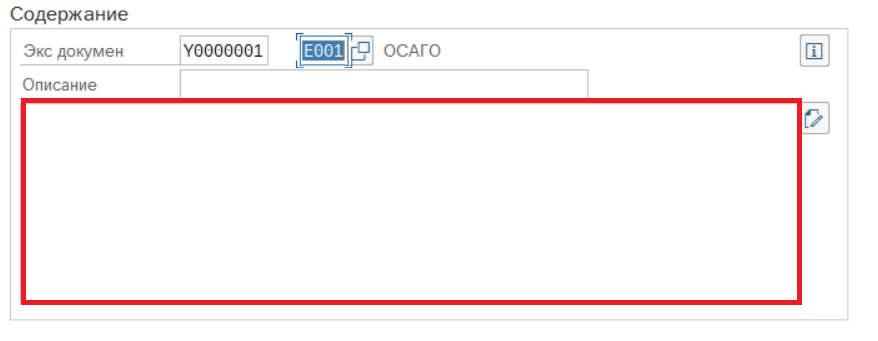 Содержание
Экс докумен Y0000001 E001 ОСАГО
Описание